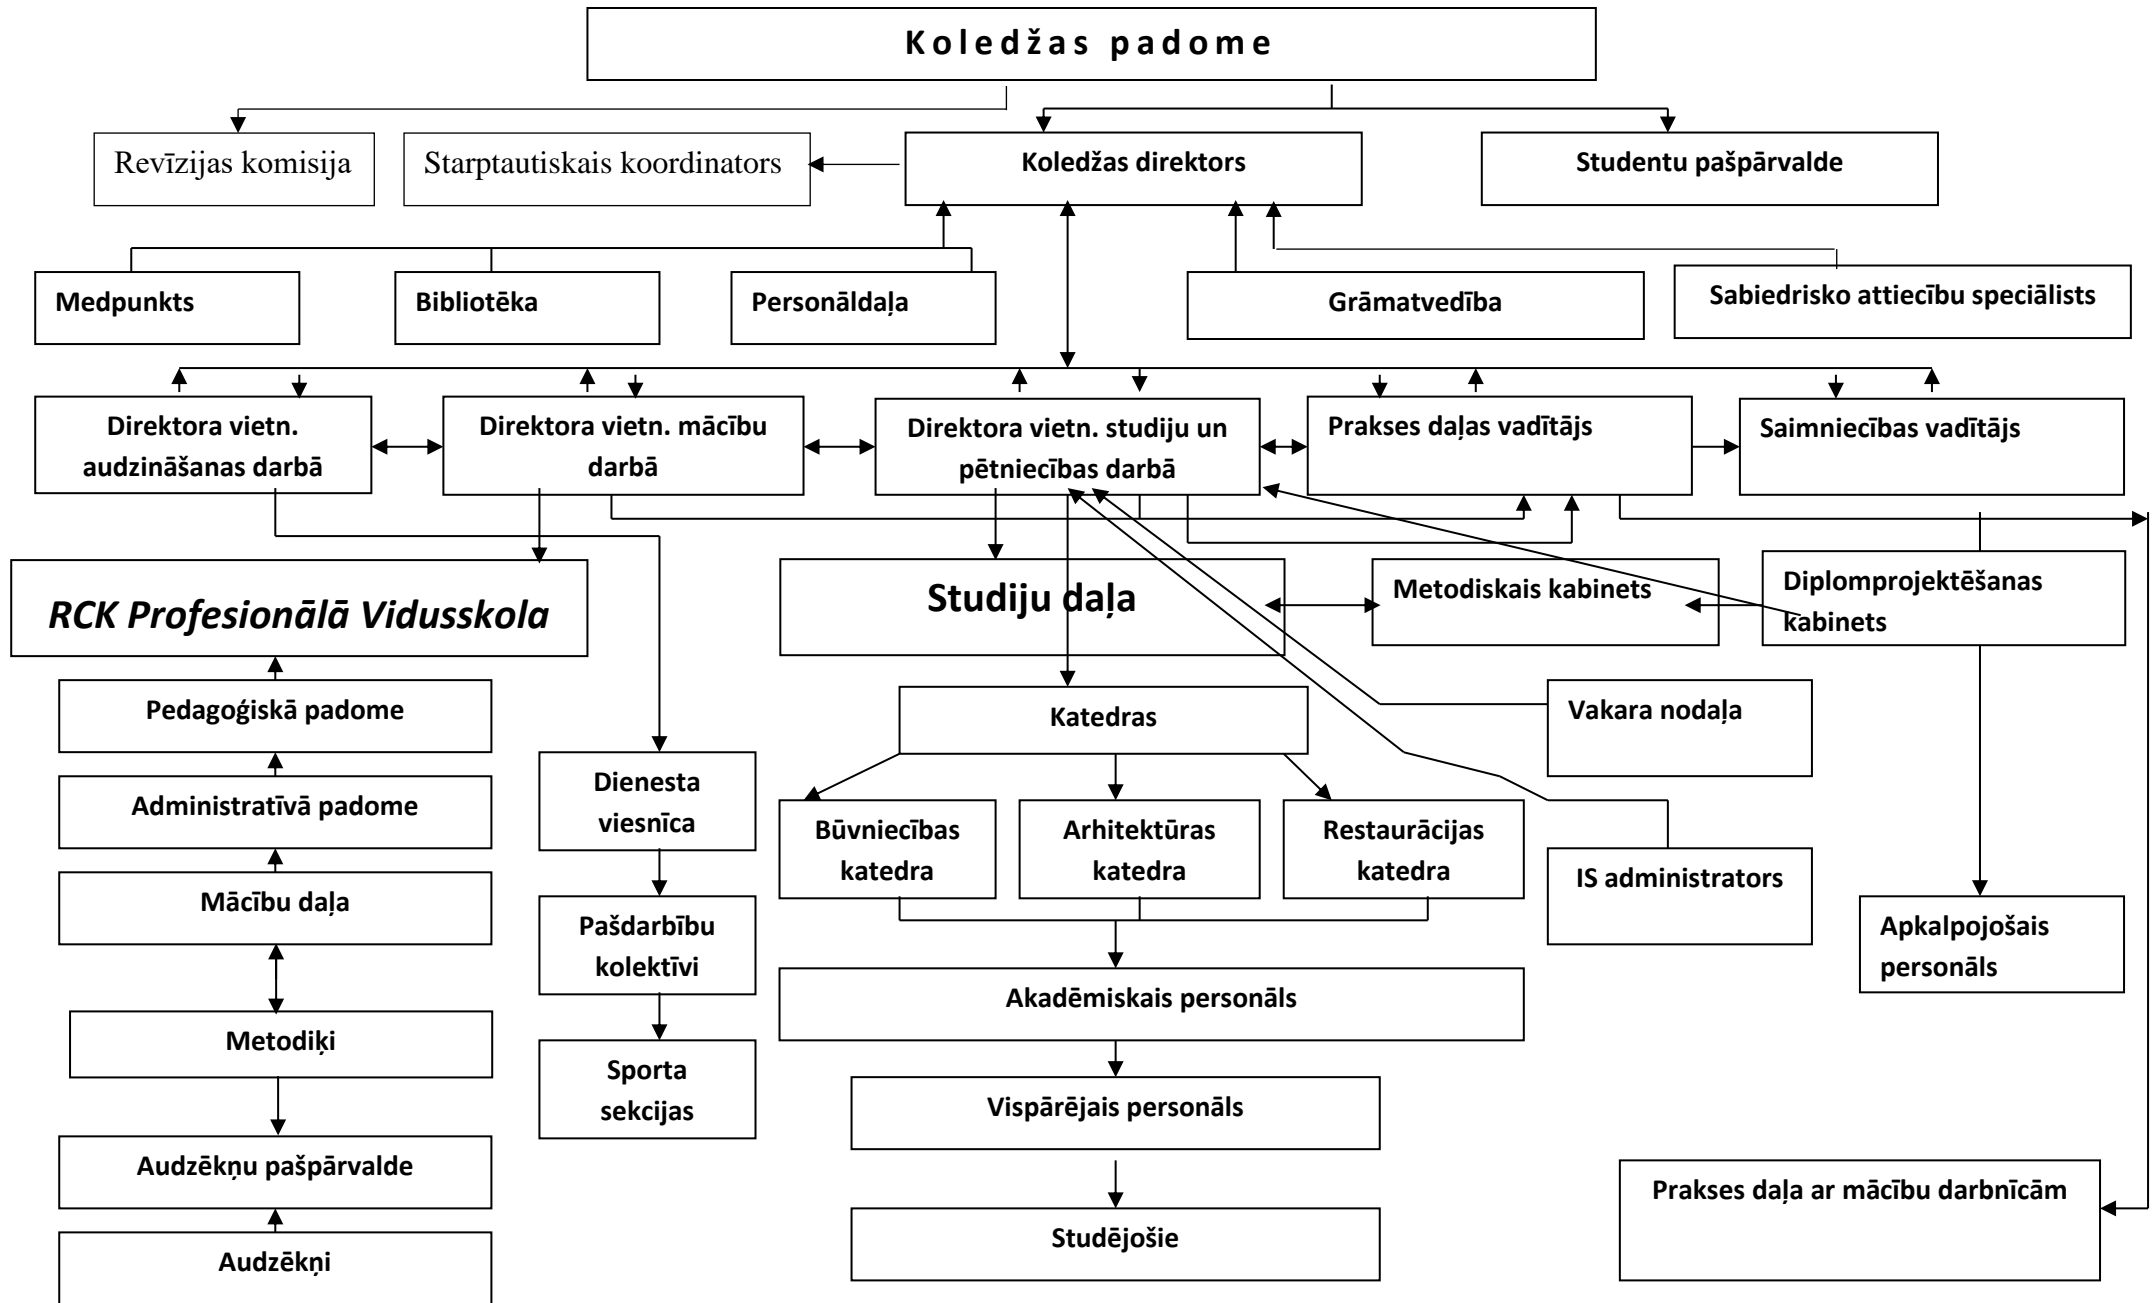 Koledžas padome
Revīzijas komisija
Starptautiskais koordinators
Koledžas direktors
Studentu pašpārvalde
Medpunkts
Bibliotēka
Personāldaļa
Grāmatvedība
Sabiedrisko attiecību speciālists
Direktora vietn.
audzināšanas darbā
Direktora vietn. mācību
darbā
Direktora vietn. studiju un
pētniecības darbā
Prakses daļas vadītājs
Saimniecības vadītājs
RCK Profesionālā Vidusskola
Studiju daļa
Metodiskais kabinets
Diplomprojektēšanas
kabinets
Pedagoģiskā padome
Katedras
Vakara nodaļa
Administratīvā padome
Dienesta
viesnīca
Būvniecības
katedra
Arhitektūras
katedra
Restaurācijas
katedra
IS administrators
Mācību daļa
Pašdarbību
kolektīvi
Apkalpojošais
personāls
Akadēmiskais personāls
Metodiķi
Sporta
sekcijas
Vispārējais personāls
Audzēkņu pašpārvalde
Prakses daļa ar mācību darbnīcām
Studējošie
Audzēkņi